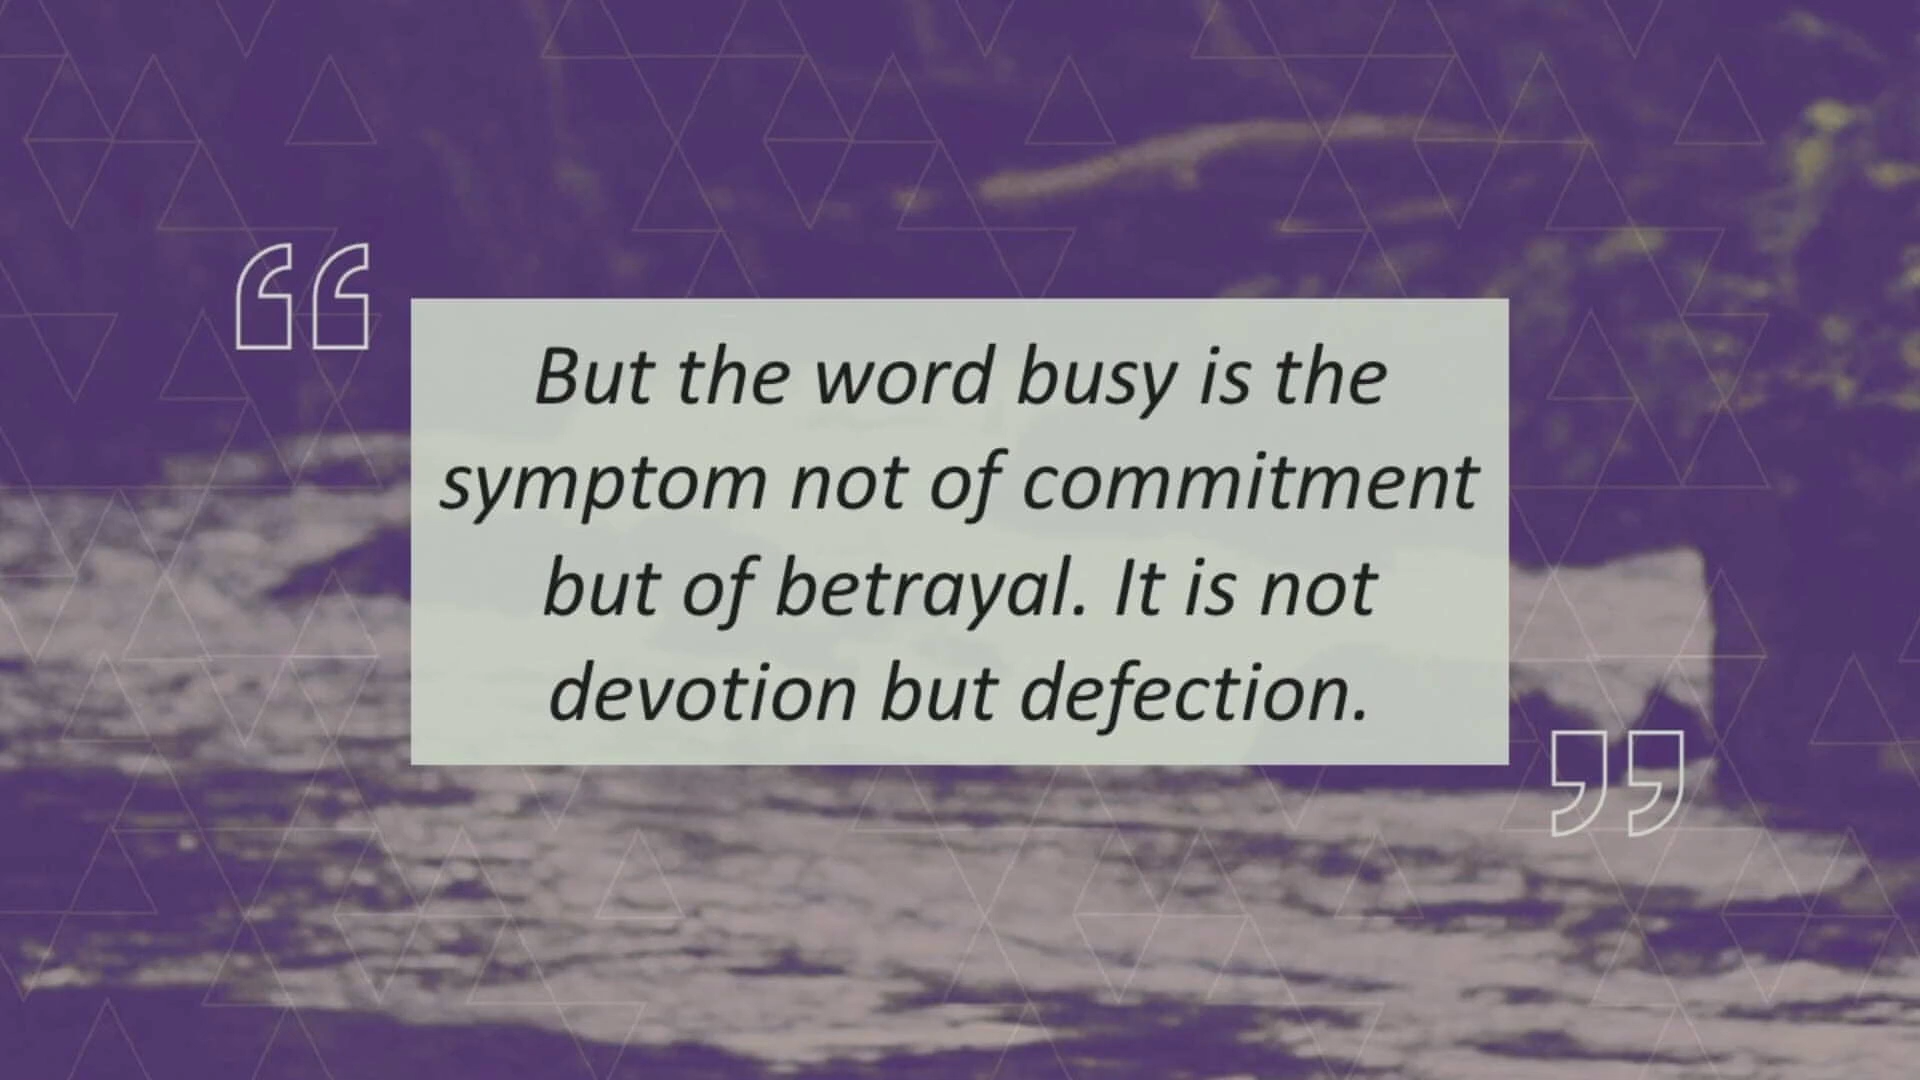 “
But the word busy is the
symptom not of commitment
but of betrayal. It is not
devotion but defection.
”